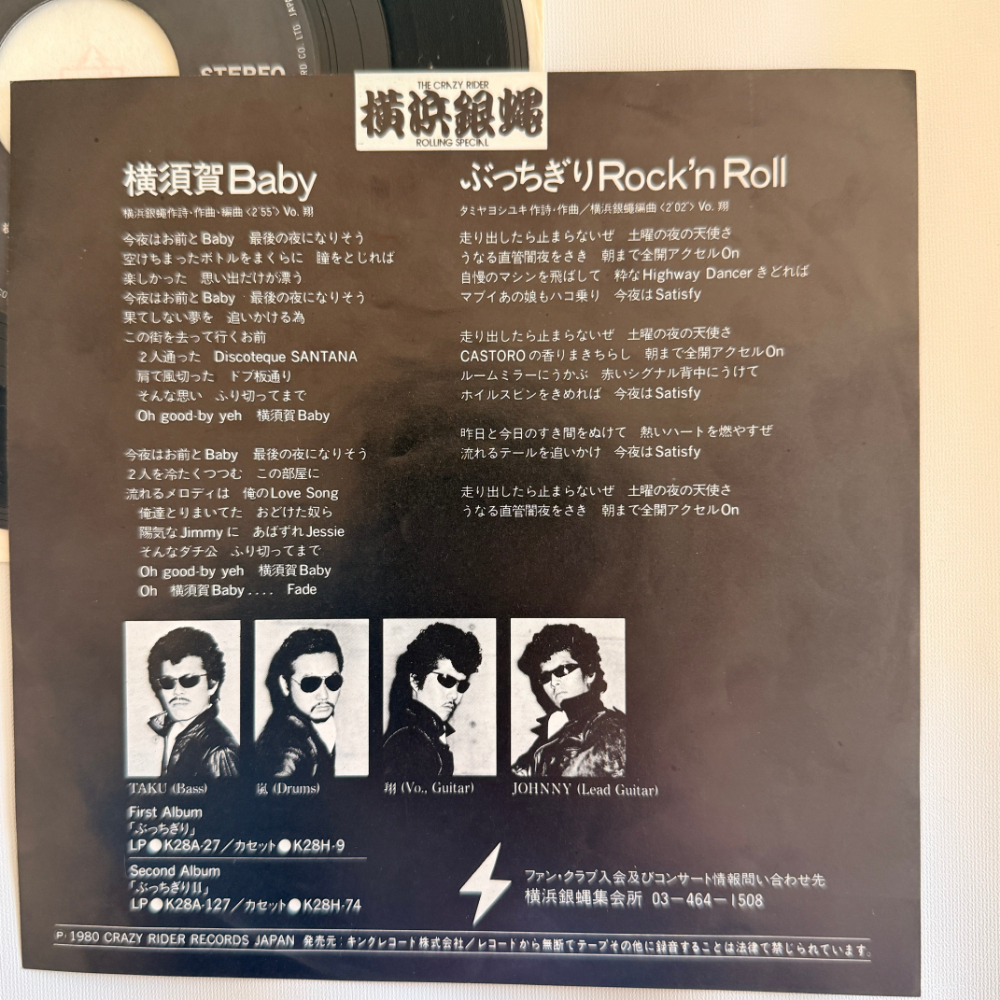 STEREO
THE CRAZY RIDER
横浜銀蝿
ROLLING SPECIAL
横須賀Baby
横浜銀蝿作詩・作曲・編曲〈2′55″〉Vo. 翔
今夜はお前とBaby　最後の夜になりそう
空けちまったボトルをまくらに　瞳をとじれば
楽しかった　思い出だけが漂う
今夜はお前とBaby　最後の夜になりそう
果てしない夢を　追いかける為
この街を去って行くお前
2人通った　Discoteque SANTANA
肩で風切った　ドブ板通り
そんな思い　ふり切ってまで
Oh good-by yeh　横須賀Baby
今夜はお前とBaby　最後の夜になりそう
2人を冷たくつつむ　この部屋に
流れるメロディは　俺のLove Song
俺達とりまいてた　おどけた奴ら
陽気なJimmyに　あばずれJessie
そんなダチ公　ふり切ってまで
Oh good-by yeh　横須賀Baby
Oh　横須賀Baby....　Fade
ぶっちぎりRock'n Roll
タミヤヨシユキ作詩・作曲／横浜銀蝿編曲〈2′02″〉Vo. 翔
走り出したら止まらないぜ　土曜の夜の天使さ
うなる直管闇夜をさき　朝まで全開アクセルOn
自慢のマシンを飛ばして　粋なHighway Dancerきどれば
マブイあの娘もハコ乗り　今夜はSatisfy
走り出したら止まらないぜ　土曜の夜の天使さ
CASTOROの香りまきちらし　朝まで全開アクセルOn
ルームミラーにうかぶ　赤いシグナル背中にうけて
ホイルスピンをきめれば　今夜はSatisfy
昨日と今日のすき間をぬけて　熱いハートを燃やすぜ
流れるテールを追いかけ　今夜はSatisfy
走り出したら止まらないぜ　土曜の夜の天使さ
うなる直管闇夜をさき　朝まで全開アクセルOn
TAKU (Bass)
嵐 (Drums)
翔 (Vo., Guitar)
JOHNNY (Lead Guitar)
First Album
「ぶっちぎり」
LP●K28A-27／カセット●K28H-9
Second Album
「ぶっちぎりII」
LP●K28A-127／カセット●K28H-74
ファン・クラブ入会及びコンサート情報問い合わせ先
横浜銀蝿集会所　03-464-1508
P. 1980 CRAZY RIDER RECORDS JAPAN　発売元：キングレコード株式会社／レコードから無断でテープその他に録音することは法律で禁じられています。